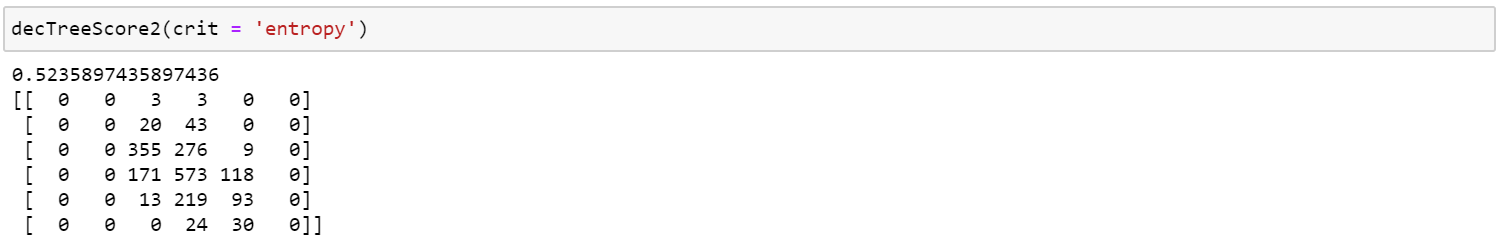 decTreeScore2(crit = 'entropy')
0.5235897435897436
[[  0   0   3   3   0   0]
 [  0   0  20  43   0   0]
 [  0   0 355 276   9   0]
 [  0   0 171 573 118   0]
 [  0   0  13 219  93   0]
 [  0   0   0  24  30   0]]